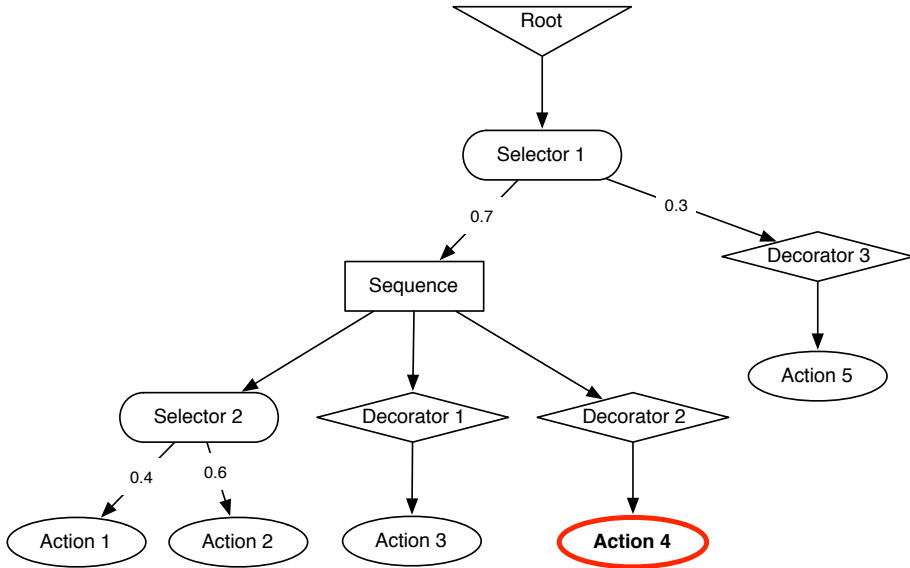 Root
Selector 1
0.7
0.3
Decorator 3
Sequence
Action 5
Selector 2
Decorator 1
Decorator 2
0.4
0.6
Action 1
Action 2
Action 3
Action 4